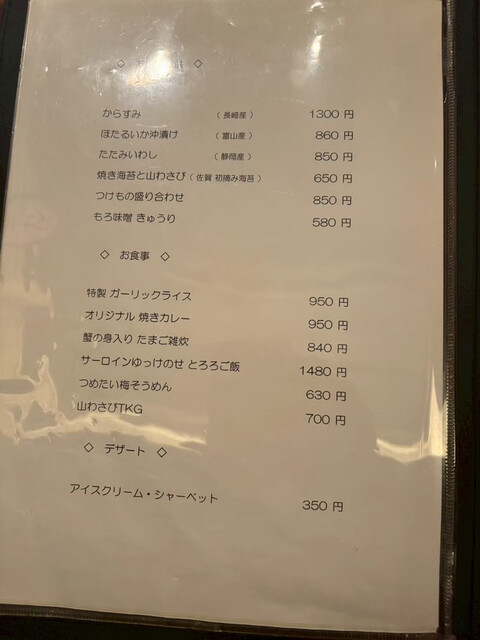 ◇ ◇
からすみ （ 長崎産 ） 1300 円
ほたるいか沖漬け （ 富山産 ） 860 円
たたみいわし （ 静岡産 ） 850 円
焼き海苔と山わさび（ 佐賀 初摘み海苔 ） 650 円
つけもの盛り合わせ 850 円
もろ味噌 きゅうり 580 円
◇ お食事 ◇
特製 ガーリックライス 950 円
オリジナル 焼きカレー 950 円
蟹の身入り たまご雑炊 840 円
サーロインゆっけのせ とろろご飯 1480 円
つめたい梅そうめん 630 円
山わさびTKG 700 円
◇ デザート ◇
アイスクリーム・シャーベット 350 円